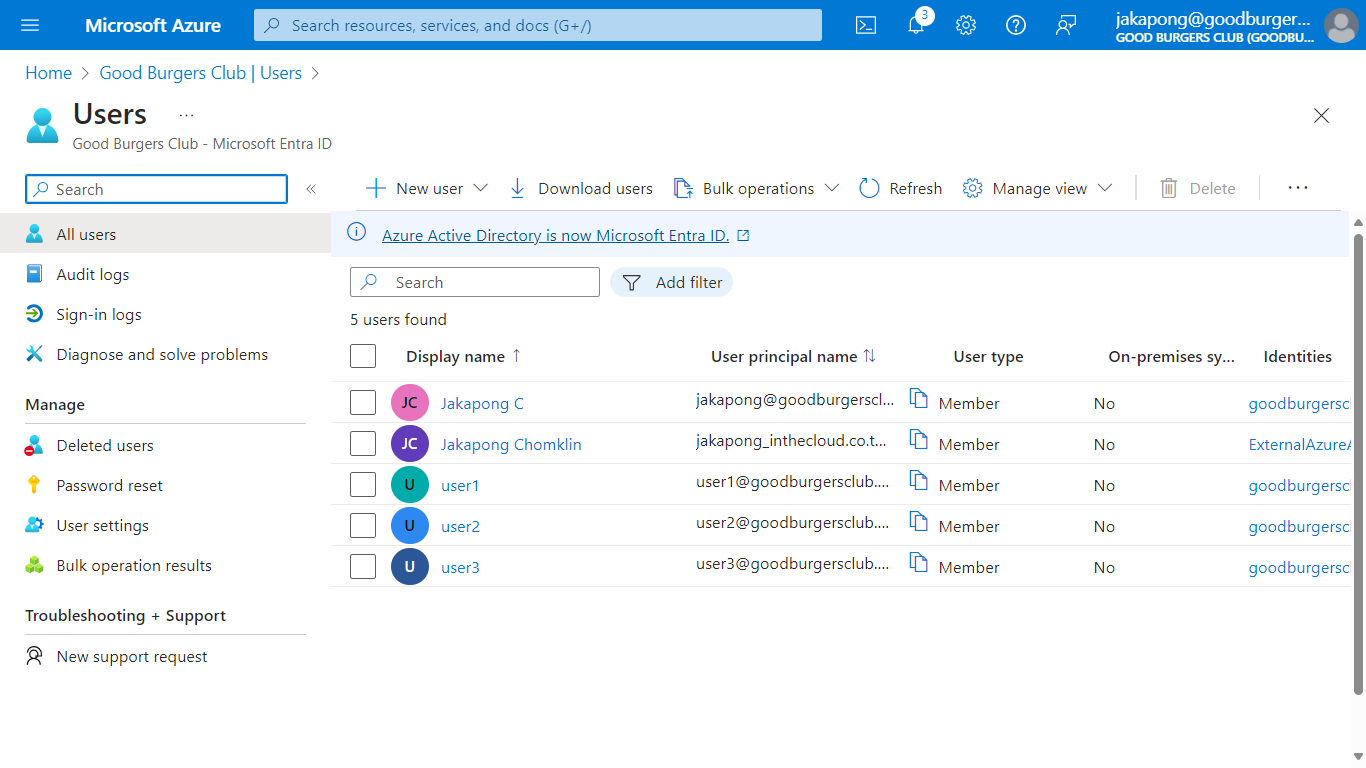 Microsoft Azure
Search resources, services, and docs (G+/)
3
jakapong@goodburger...
GOOD BURGERS CLUB (GOODBU...
Home > Good Burgers Club | Users >
Users ...
Good Burgers Club - Microsoft Entra ID
Search
«
All users
Audit logs
Sign-in logs
Diagnose and solve problems
Manage
Deleted users
Password reset
User settings
Bulk operation results
Troubleshooting + Support
New support request
New user Download users Bulk operations Refresh Manage view Delete ...
Azure Active Directory is now Microsoft Entra ID.
Search Add filter
5 users found
Display name ↑ User principal name ↑↓ User type On-premises sy... Identities
JC Jakapong C jakapong@goodburgerscl... Member No goodburgerscl
JC Jakapong Chomklin jakapong_inthecloud.co.t... Member No ExternalAzureA
U user1 user1@goodburgersclub.... Member No goodburgerscl
U user2 user2@goodburgersclub.... Member No goodburgerscl
U user3 user3@goodburgersclub.... Member No goodburgerscl